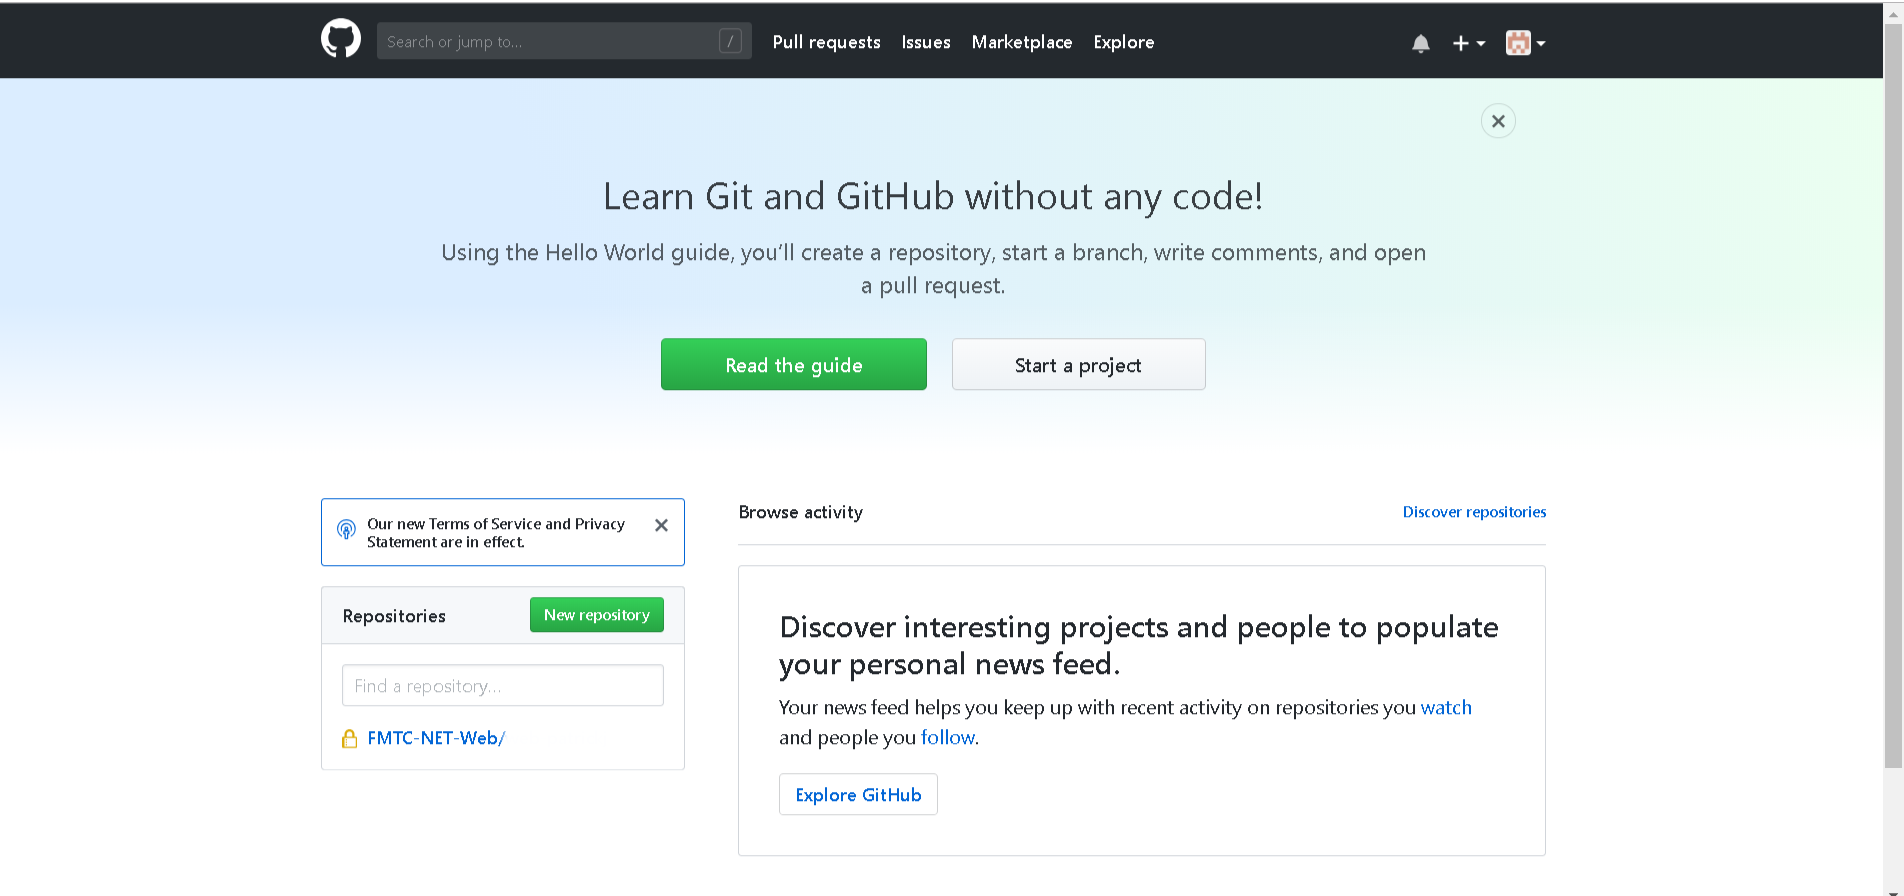 Search or jump to...
/
Pull requests
Issues
Marketplace
Explore
Learn Git and GitHub without any code!
Using the Hello World guide, you’ll create a repository, start a branch, write comments, and open
a pull request.
Read the guide
Start a project
Our new Terms of Service and Privacy
Statement are in effect.
Repositories
New repository
Find a repository...
FMTC-NET-Web/
Browse activity
Discover repositories
Discover interesting projects and people to populate
your personal news feed.
Your news feed helps you keep up with recent activity on repositories you watch
and people you follow.
Explore GitHub